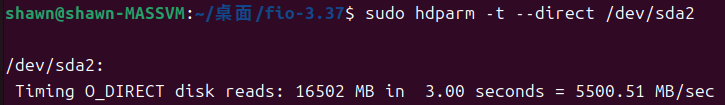 shawn@shawn-MASSVM:~/桌面/fio-3.37$ sudo hdparm -t --direct /dev/sda2
/dev/sda2:
 Timing O_DIRECT disk reads: 16502 MB in  3.00 seconds = 5500.51 MB/sec